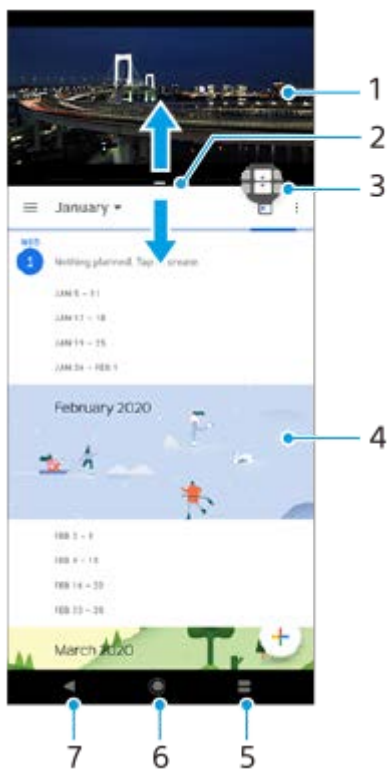 1
2
3
January
WED
1 Nothing planned. Tap to create.
JAN 5 – 11
JAN 12 – 18
JAN 19 – 25
JAN 26 – FEB 1
February 2020
4
FEB 2 – 8
FEB 9 – 15
FEB 16 – 22
FEB 23 – 29
March 2020
7 6 5